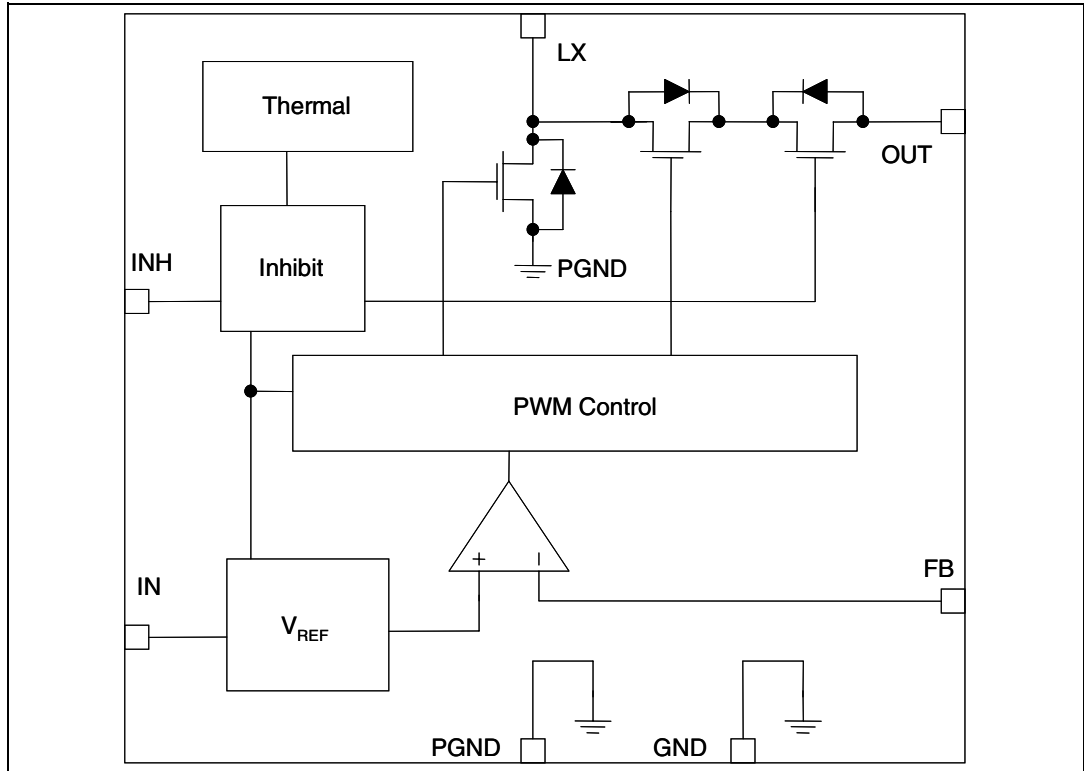 LX
Thermal
OUT
INH
Inhibit
PGND
PWM Control
+ −
IN
FB
VREF
PGND
GND